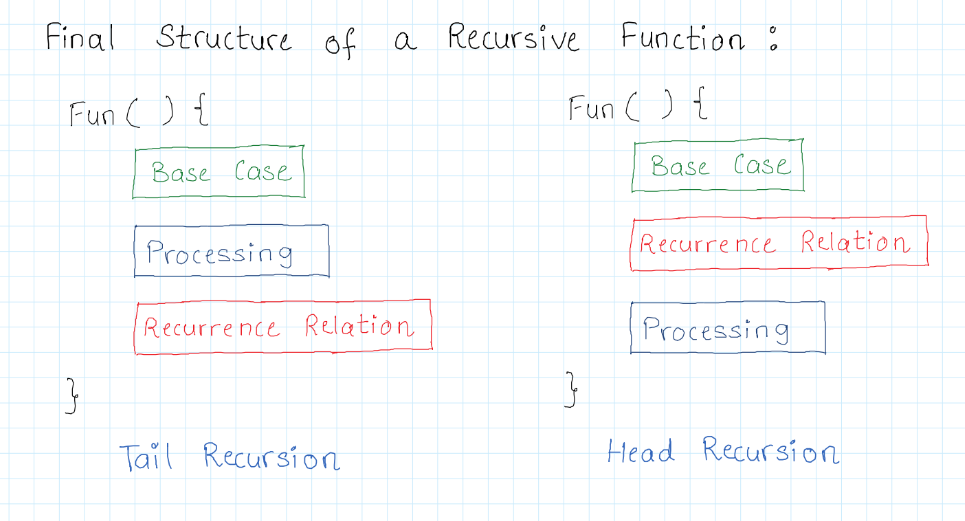 Final Structure of a Recursive Function :
Fun ( ) {
Base Case
Processing
Recurrence Relation
}
Tail Recursion
Fun ( ) {
Base Case
Recurrence Relation
Processing
}
Head Recursion